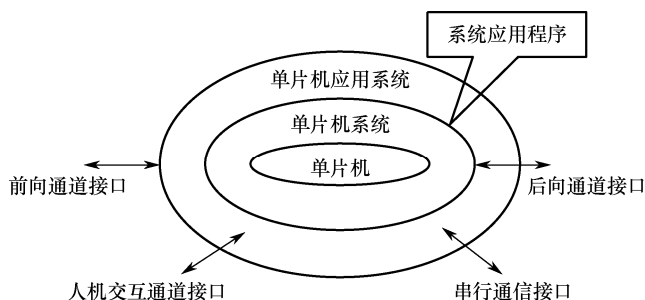 系统应用程序
单片机应用系统
单片机系统
单片机
前向通道接口
后向通道接口
人机交互通道接口
串行通信接口